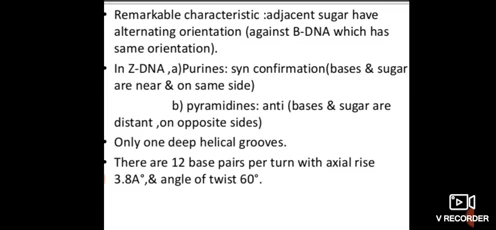 • Remarkable characteristic :adjacent sugar have
alternating orientation (against B-DNA which has
same orientation).
• In Z-DNA ,a)Purines: syn confirmation(bases & sugar
are near & on same side)
b) pyramidines: anti (bases & sugar are
distant ,on opposite sides)
• Only one deep helical grooves.
• There are 12 base pairs per turn with axial rise
3.8A°,& angle of twist 60°.
V RECORDER